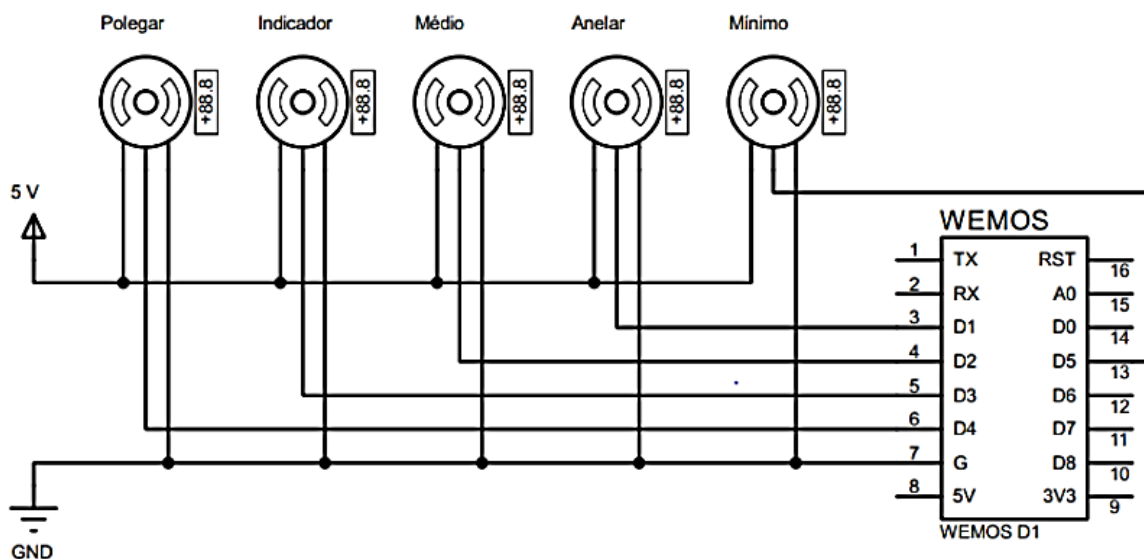 Polegar
Indicador
Médio
Anelar
Mínimo
+88.8
+88.8
+88.8
+88.8
+88.8
5 V
WEMOS
1 TX RST 16
2 RX A0 15
3 D1 D0 14
4 D2 D5 13
5 D3 D6 12
6 D4 D7 11
7 G D8 10
8 5V 3V3 9
WEMOS D1
GND